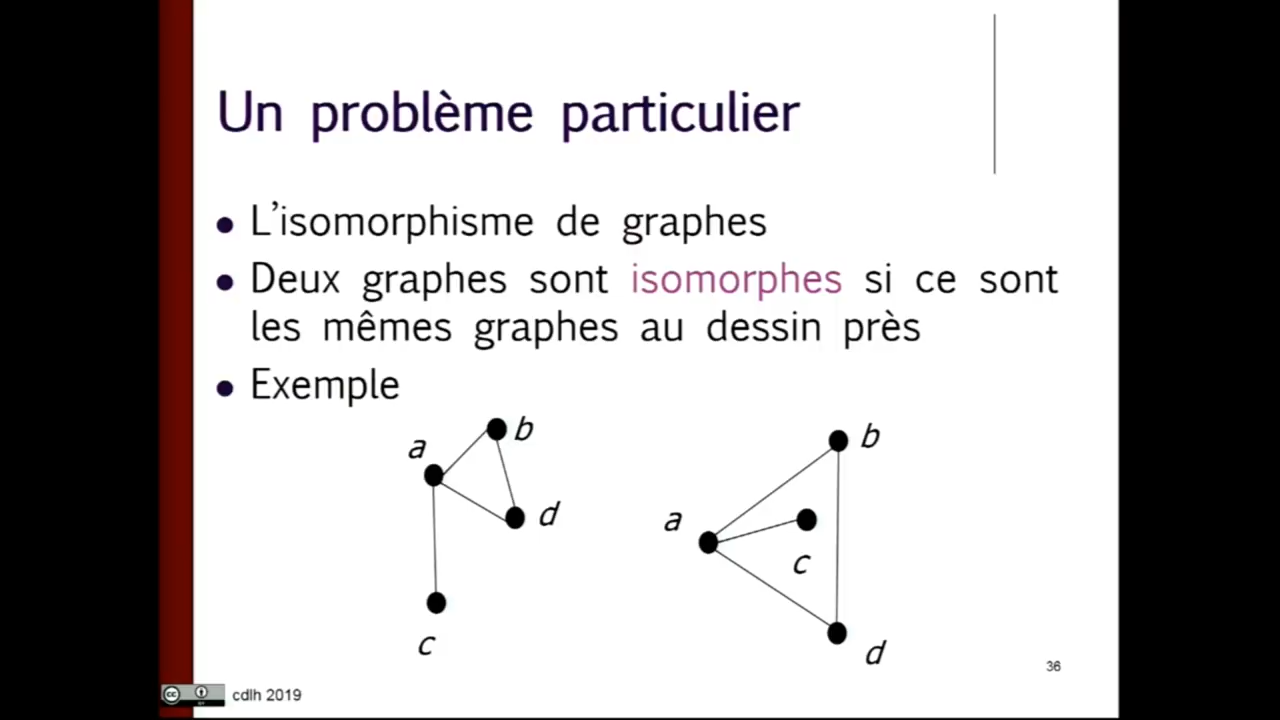 Un problème particulier
• L'isomorphisme de graphes
• Deux graphes sont isomorphes si ce sont
les mêmes graphes au dessin près
• Exemple
a
b
d
c
a
b
c
d
36
cc
cdlh 2019